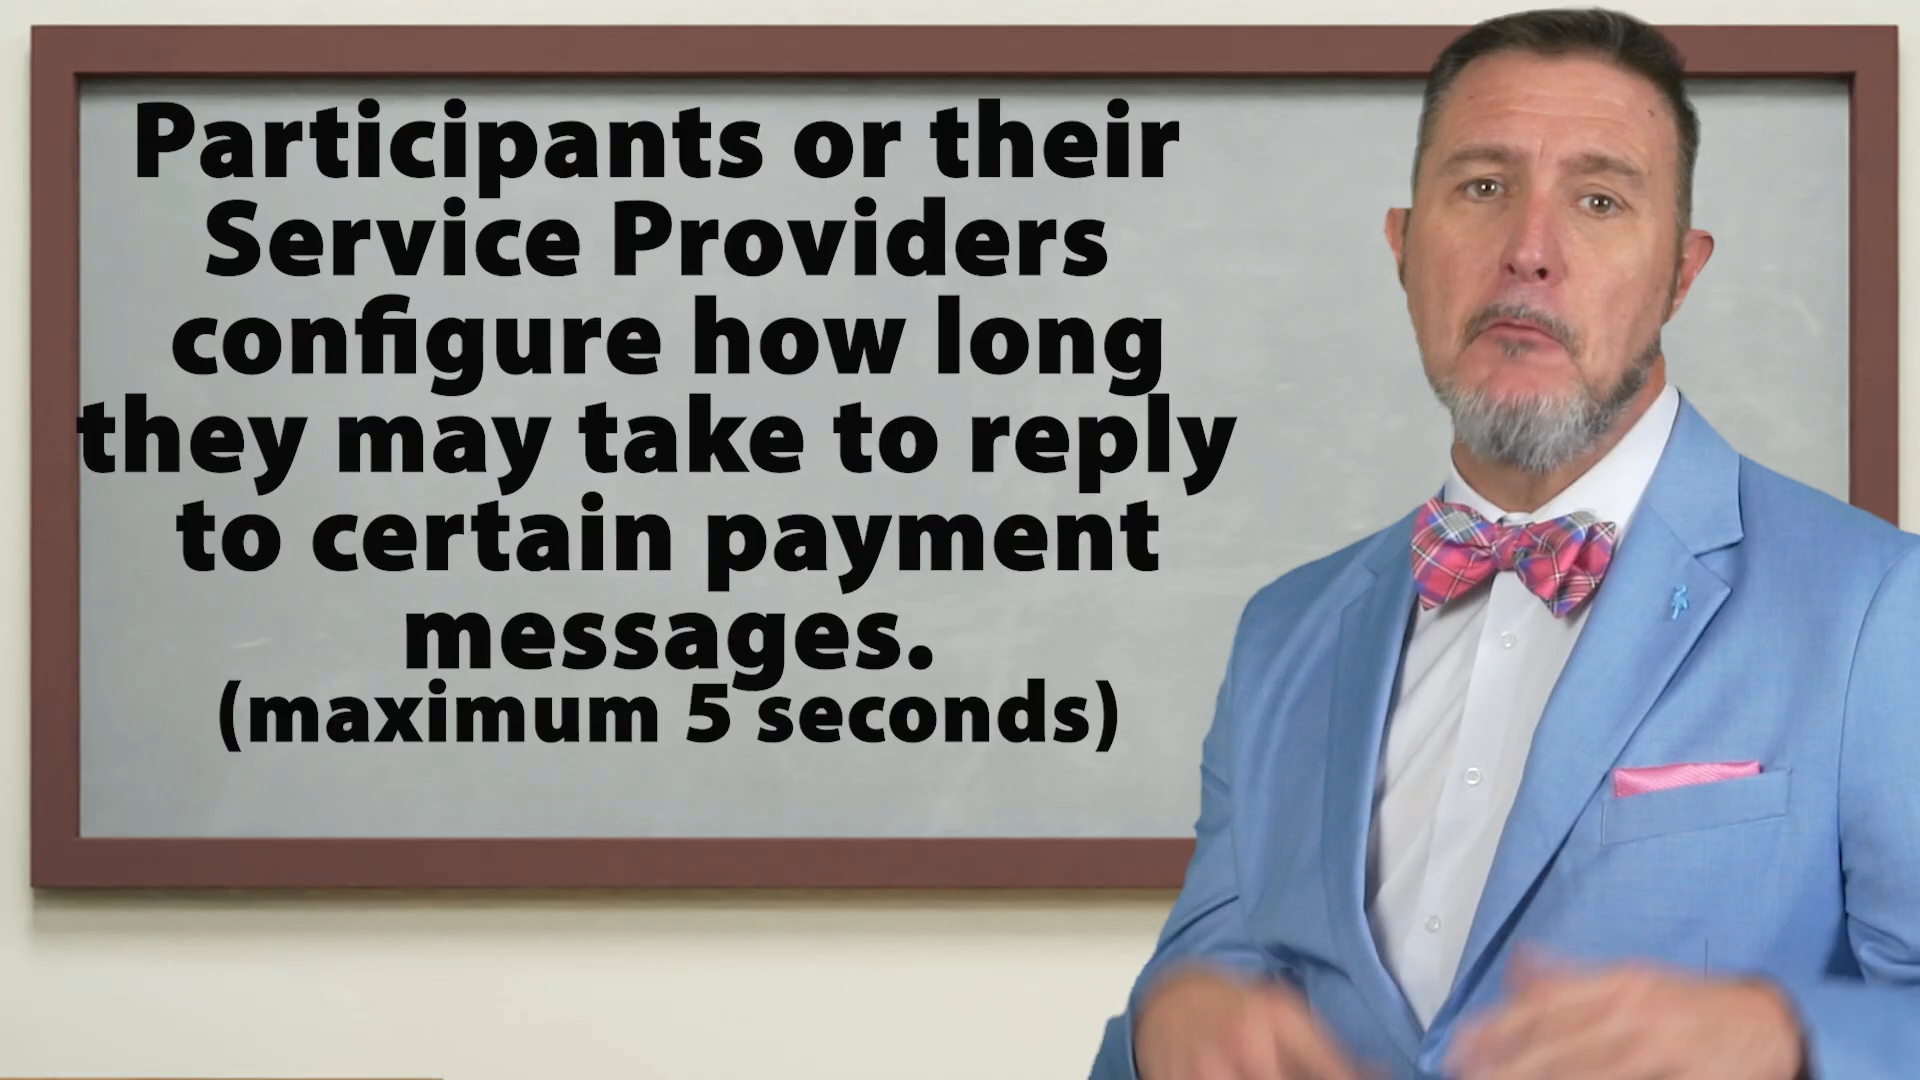 Participants or their
Service Providers
configure how long
they may take to reply
to certain payment
messages.
(maximum 5 seconds)